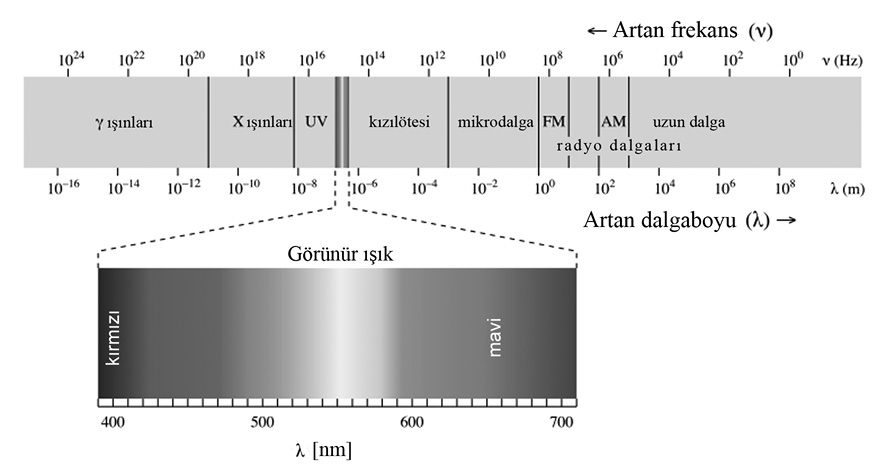 ← Artan frekans (ν)
10²⁴ 10²² 10²⁰ 10¹⁸ 10¹⁶ 10¹⁴ 10¹² 10¹⁰ 10⁸ 10⁶ 10⁴ 10² 10⁰ ν (Hz)
γ ışınları X ışınları UV kızılötesi mikrodalga FM AM uzun dalga
radyo dalgaları
10⁻¹⁶ 10⁻¹⁴ 10⁻¹² 10⁻¹⁰ 10⁻⁸ 10⁻⁶ 10⁻⁴ 10⁻² 10⁰ 10² 10⁴ 10⁶ 10⁸ λ (m)
Artan dalgaboyu (λ) →
Görünür ışık
kırmızı mavi
400 500 600 700
λ [nm]